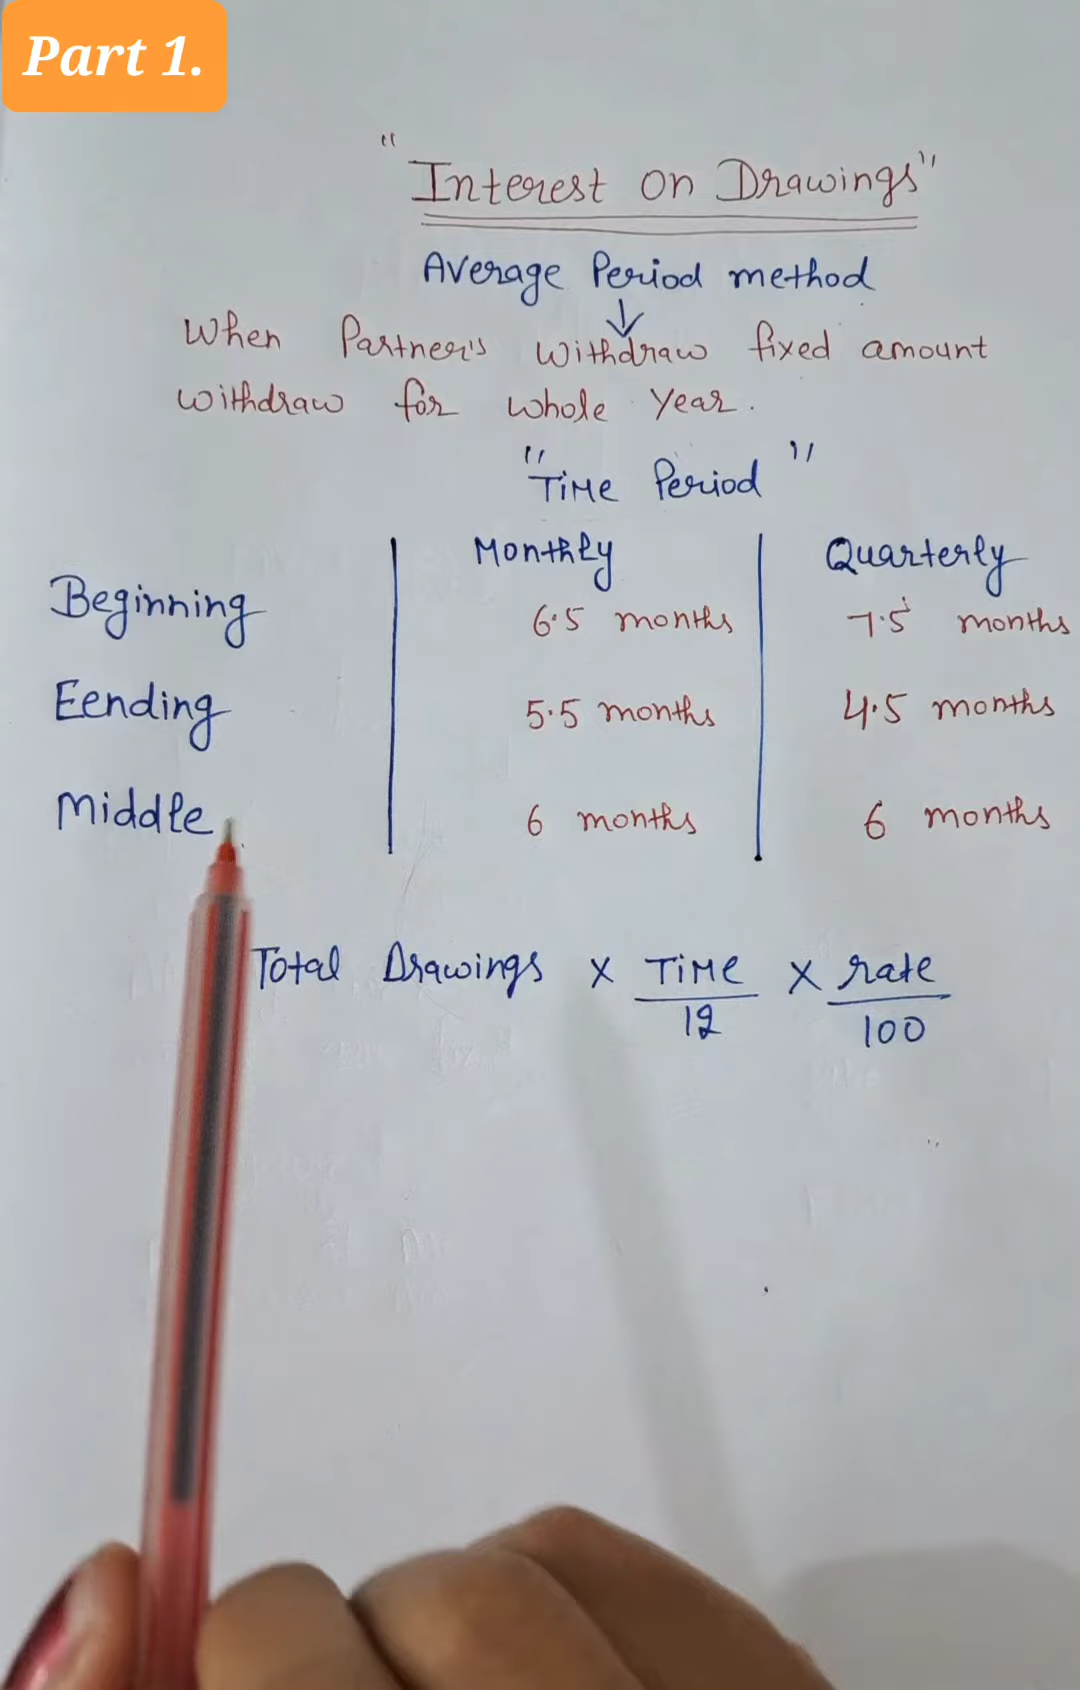 Part 1.
"Interest on Drawings"
Average Period method
When Partner's withdraw fixed amount
withdraw for whole year.
"Time Period"
Monthly Quarterly
Beginning 6.5 months 7.5 months
Eending 5.5 months 4.5 months
Middle 6 months 6 months
Total Drawings x Time/12 x rate/100